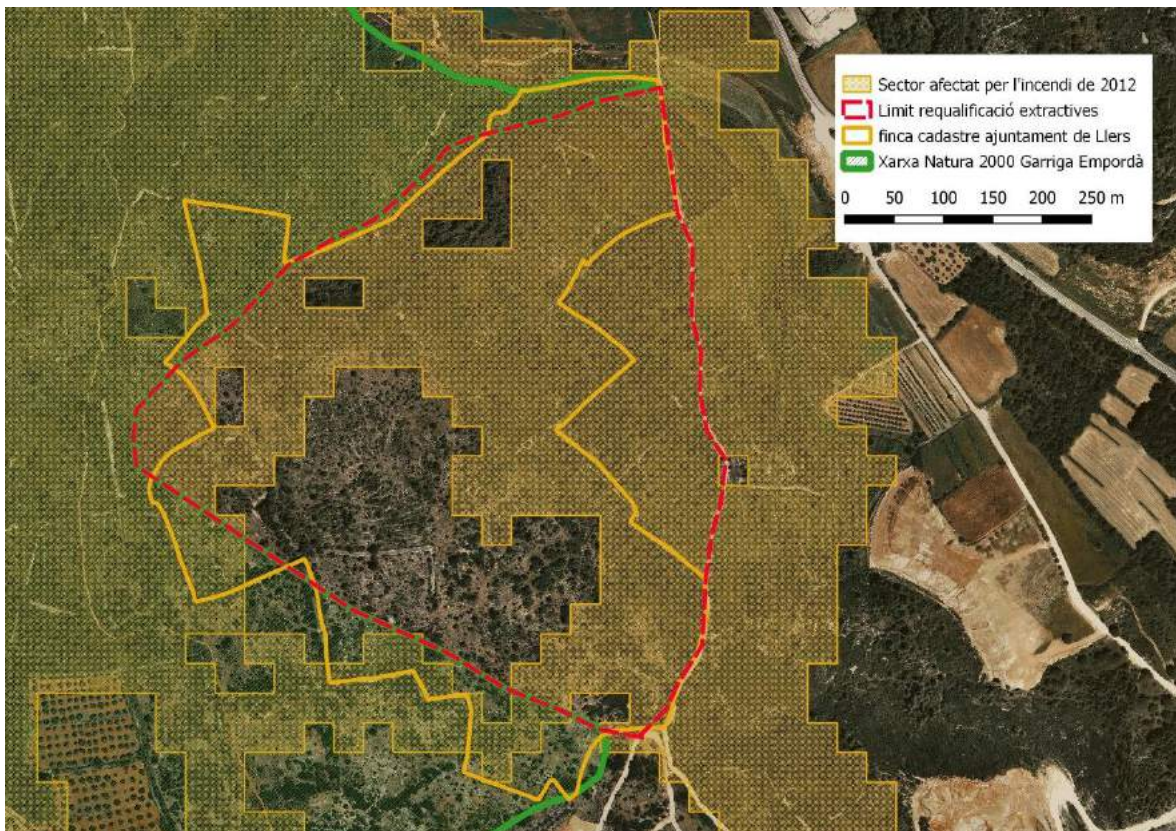 Sector afectat per l'incendi de 2012
Limit requalificació extractives
finca cadastre ajuntament de Llers
Xarxa Natura 2000 Garriga Empordà
0 50 100 150 200 250 m